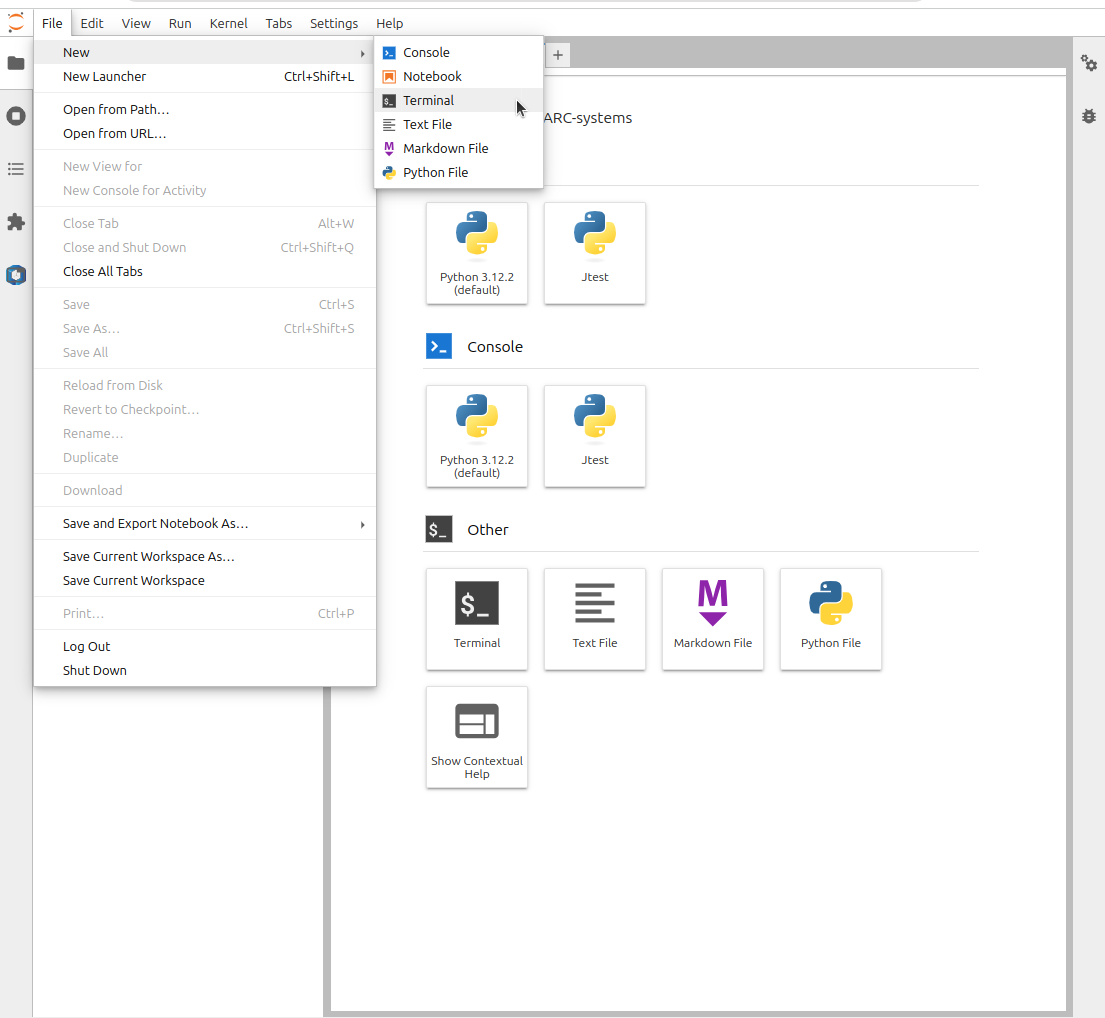 File Edit View Run Kernel Tabs Settings Help
New
New Launcher Ctrl+Shift+L
Open from Path…
Open from URL…
New View for
New Console for Activity
Close Tab Alt+W
Close and Shut Down Ctrl+Shift+Q
Close All Tabs
Save Ctrl+S
Save As… Ctrl+Shift+S
Save All
Reload from Disk
Revert to Checkpoint…
Rename…
Duplicate
Download
Save and Export Notebook As…
Save Current Workspace As…
Save Current Workspace
Print… Ctrl+P
Log Out
Shut Down
Console
Notebook
$_ Terminal
Text File
M Markdown File
Python File
+
ARC-systems
Python 3.12.2
(default)
Jtest
>_ Console
Python 3.12.2
(default)
Jtest
$_ Other
$_
M
Terminal Text File Markdown File Python File
Show Contextual
Help